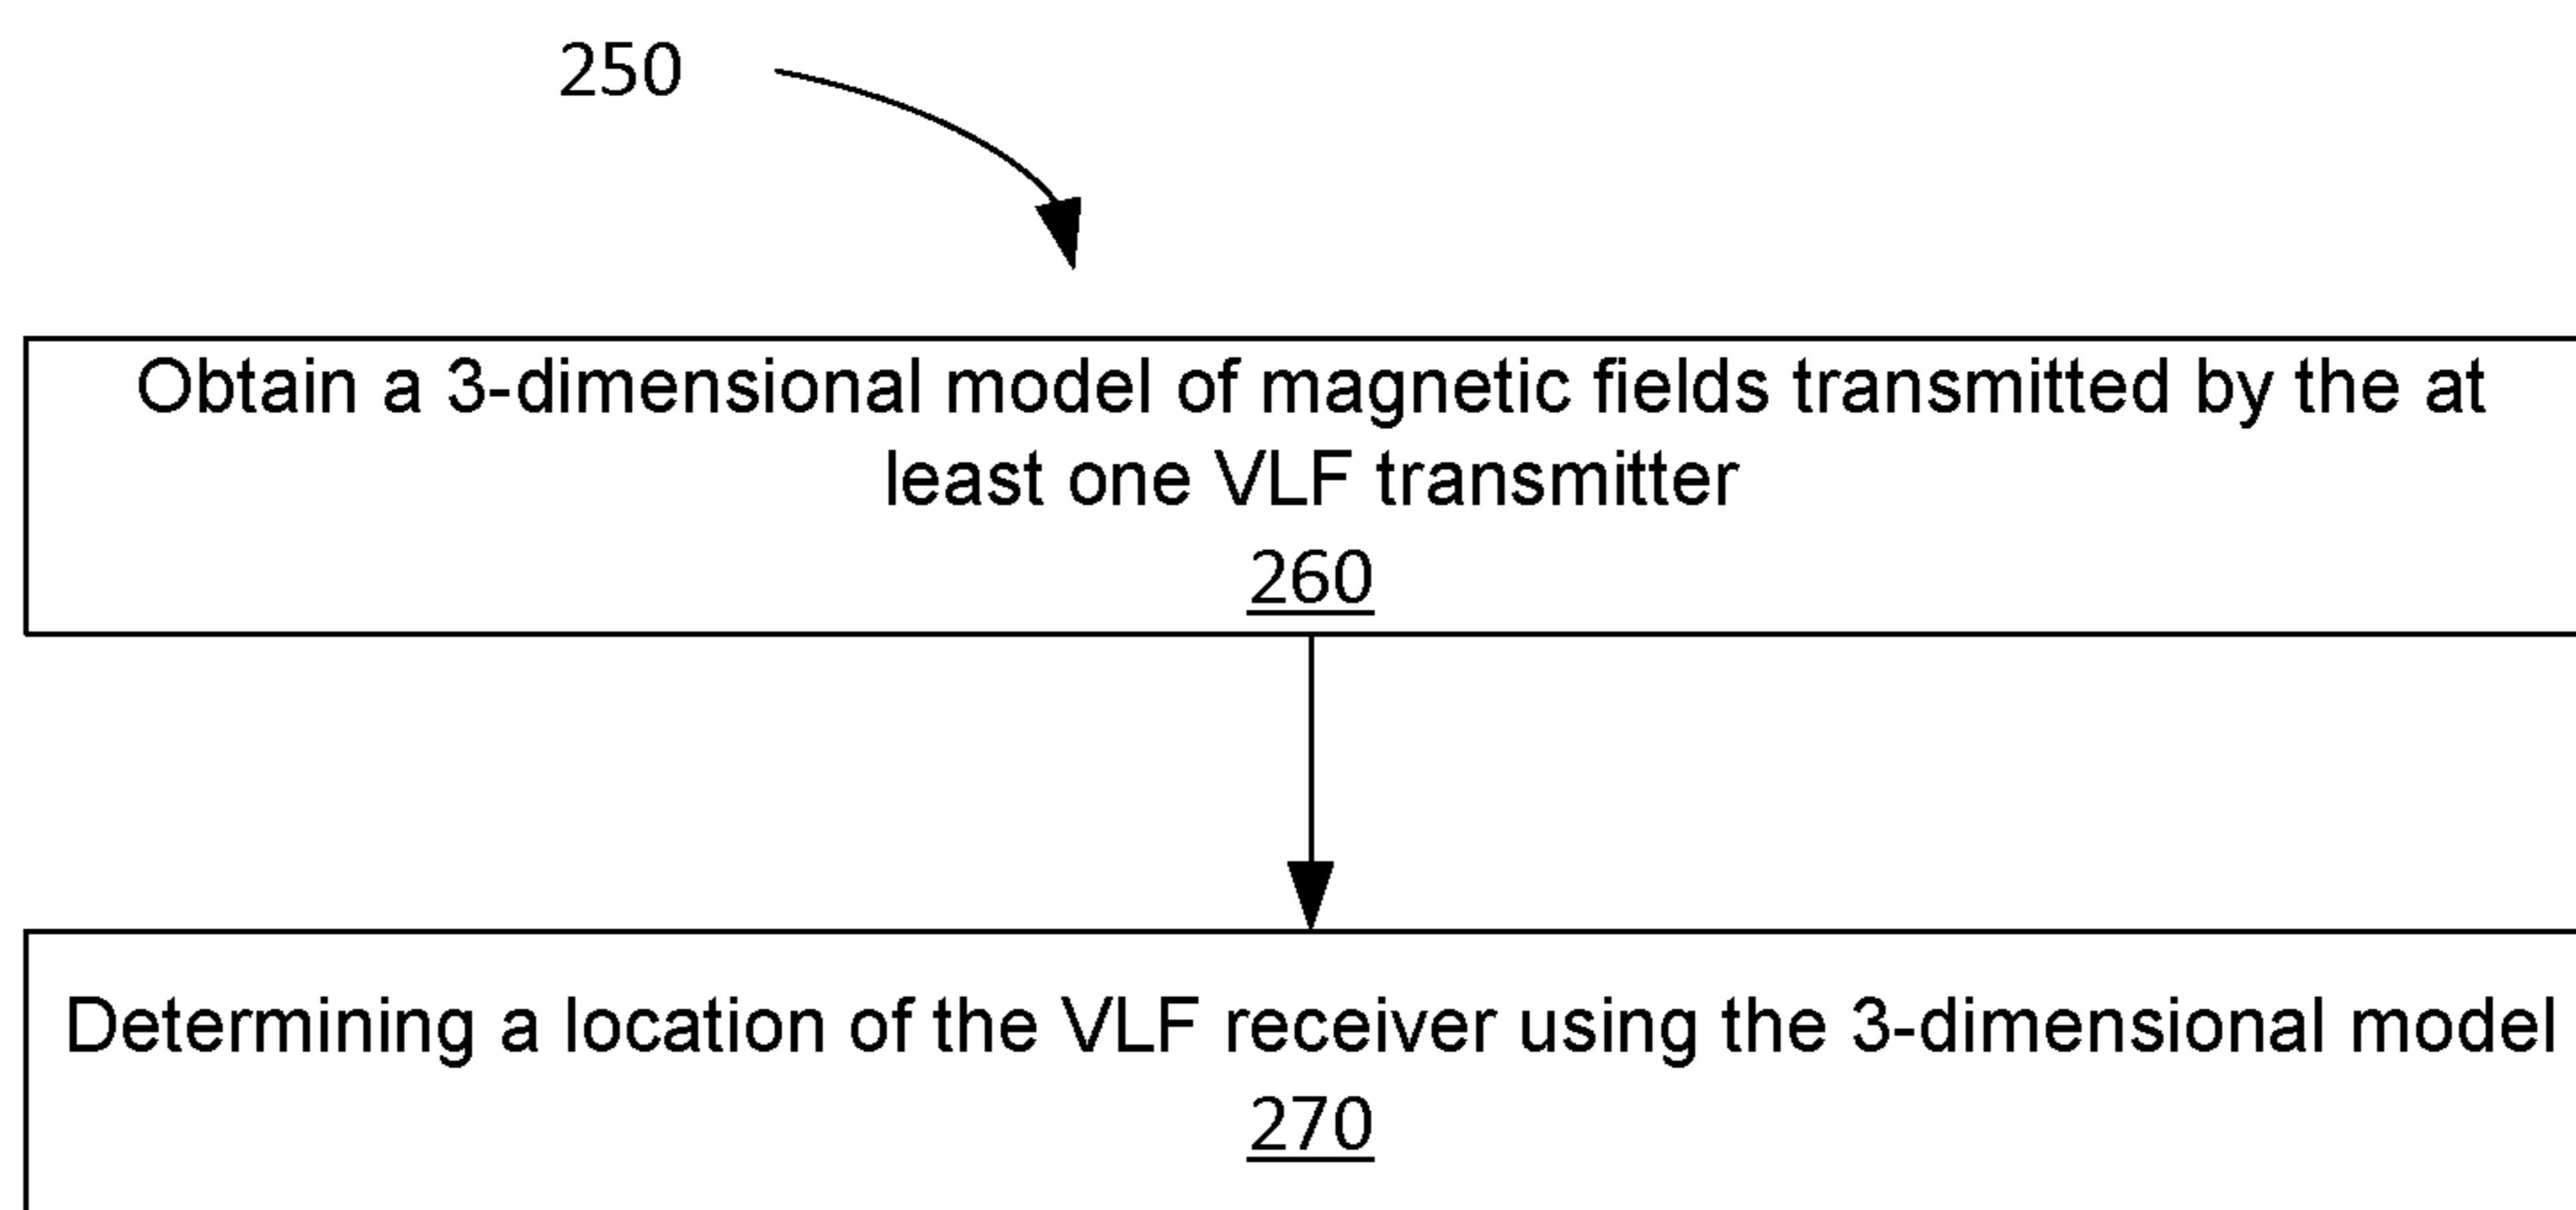 250
Obtain a 3-dimensional model of magnetic fields transmitted by the at
least one VLF transmitter
260
Determining a location of the VLF receiver using the 3-dimensional model
270